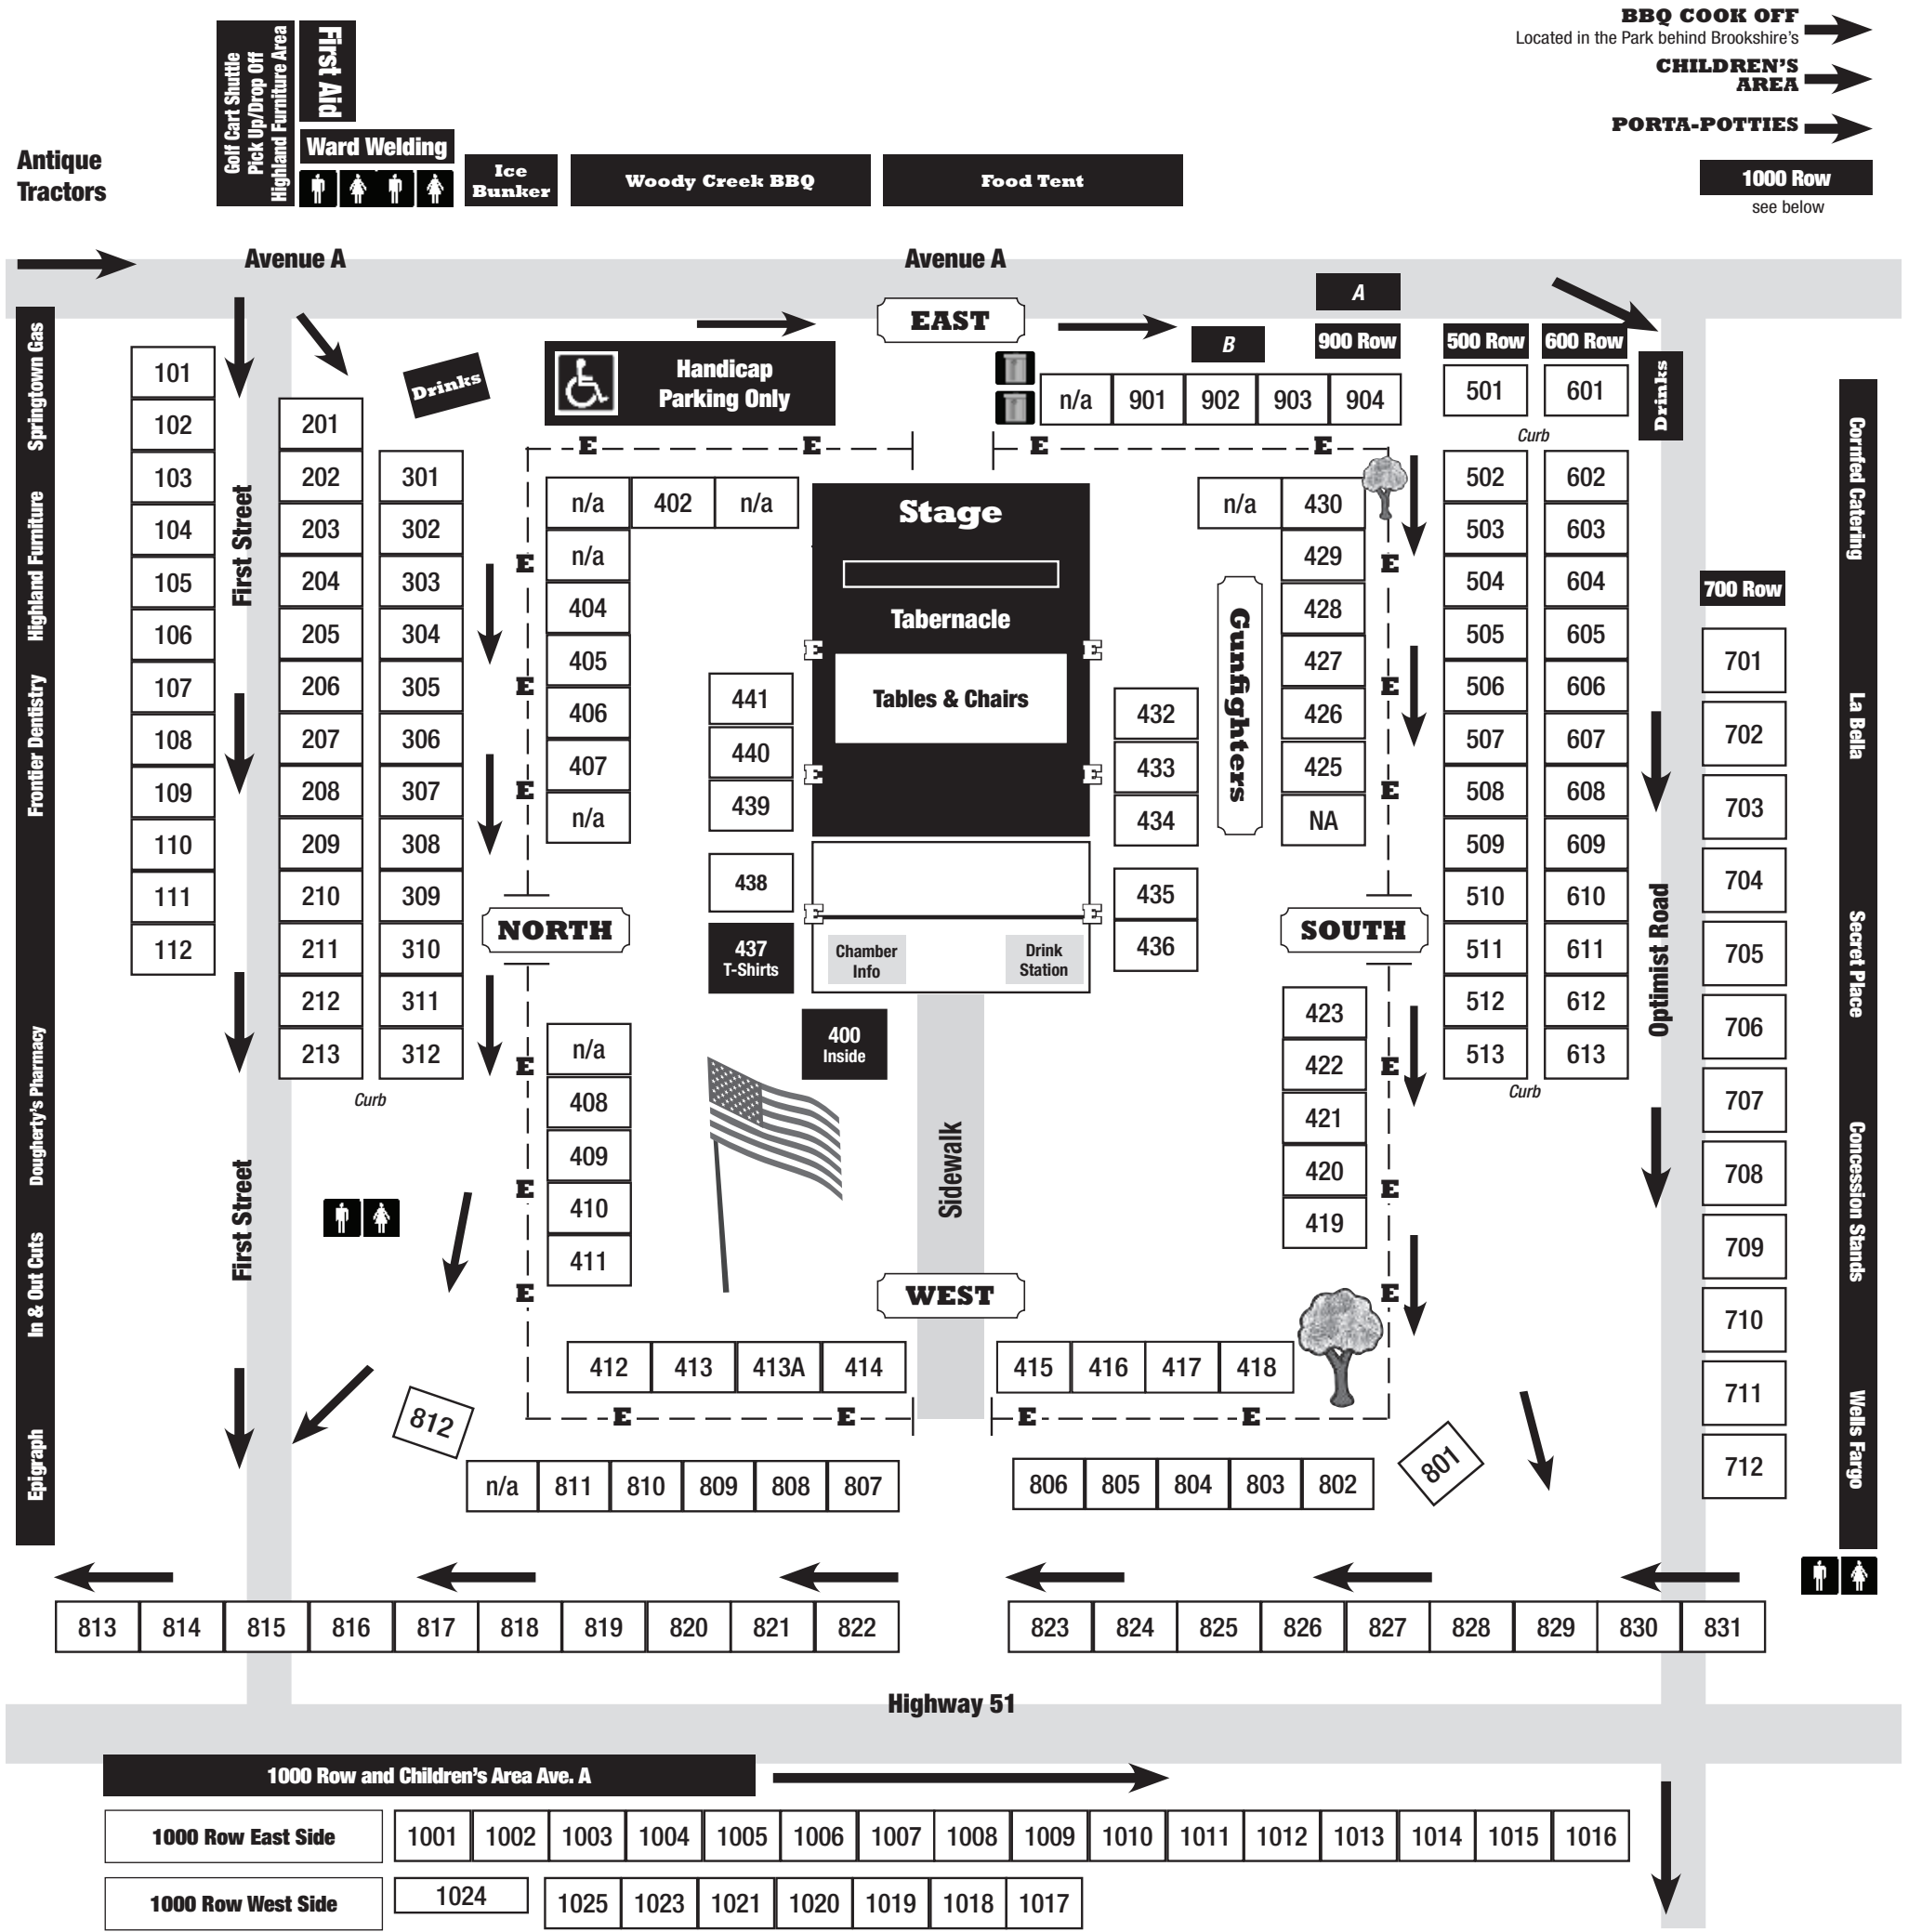 BBQ COOK OFF
Located in the Park behind Brookshire's
CHILDREN'S
AREA
PORTA-POTTIES
1000 Row
see below
Golf Cart Shuttle
Pick Up/Drop Off
Highland Furniture Area
First Aid
Ward Welding
Ice
Bunker
Woody Creek BBQ
Food Tent
Antique
Tractors
Avenue A
Avenue A
EAST
A
B
900 Row
500 Row
600 Row
Drinks
Handicap
Parking Only
Drinks
n/a 901 902 903 904
Springtown Gas
Highland Furniture
Frontier Dentistry
Dougherty's Pharmacy
In & Out Cuts
Epigraph
101
102
103
104
105
106
107
108
109
110
111
112
First Street
First Street
201
202
203
204
205
206
207
208
209
210
211
212
213
301
302
303
304
305
306
307
308
309
310
311
312
Curb
E E E E
E E E
E E E
n/a 402 n/a
n/a
404
405
406
407
n/a
NORTH
n/a
408
409
410
411
441
440
439
438
437
T-Shirts
400
Inside
Stage
Tabernacle
Tables & Chairs
E E
E E
E E
Chamber
Info
Drink
Station
Sidewalk
WEST
432
433
434
435
436
Gunfighters
n/a 430
429
428
427
426
425
NA
SOUTH
423
422
421
420
419
E E E
E E E
501
Curb
502
503
504
505
506
507
508
509
510
511
512
513
601
602
603
604
605
606
607
608
609
610
611
612
613
Curb
Optimist Road
700 Row
701
702
703
704
705
706
707
708
709
710
711
712
Cornfed Catering
La Bella
Secret Place
Concession Stands
Wells Fargo
412 413 413A 414
415 416 417 418
E E E E
812
n/a 811 810 809 808 807
806 805 804 803 802
801
813 814 815 816 817 818 819 820 821 822
823 824 825 826 827 828 829 830 831
Highway 51
1000 Row and Children's Area Ave. A
1000 Row East Side
1001 1002 1003 1004 1005 1006 1007 1008 1009 1010 1011 1012 1013 1014 1015 1016
1000 Row West Side
1024 1025 1023 1021 1020 1019 1018 1017